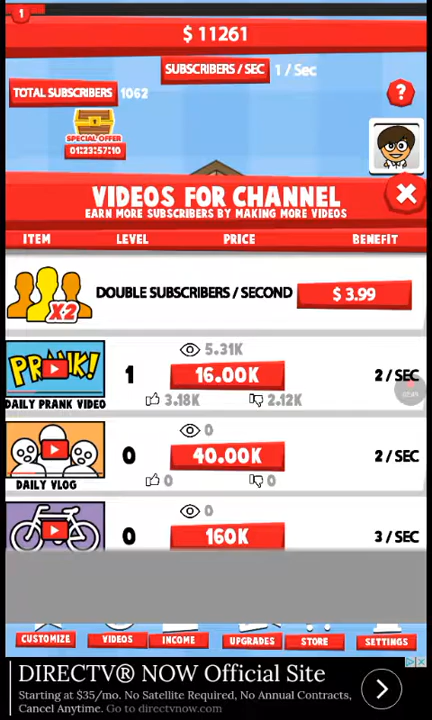 1
$ 11261
SUBSCRIBERS / SEC 1 / Sec
TOTAL SUBSCRIBERS 1062
?
SPECIAL OFFER
01:23:57:10
VIDEOS FOR CHANNEL
EARN MORE SUBSCRIBERS BY MAKING MORE VIDEOS
ITEM LEVEL PRICE BENEFIT
X2 DOUBLE SUBSCRIBERS / SECOND $ 3.99
5.31K
PRANK! 1 16.00K 2 / SEC
DAILY PRANK VIDEO 3.18K 2.12K
0
0 40.00K 2 / SEC
DAILY VLOG 0 0
0
0 160K 3 / SEC
CUSTOMIZE VIDEOS INCOME UPGRADES STORE SETTINGS
DIRECTV® NOW Official Site
Starting at $35/mo. No Satellite Required, No Annual Contracts,
Cancel Anytime. Go to directvnow.com